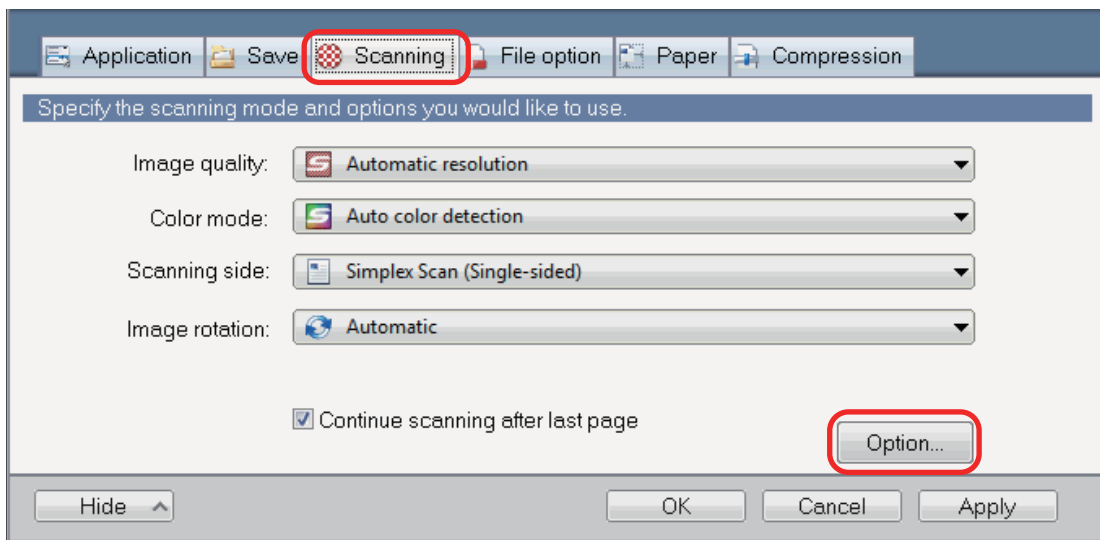 Application Save Scanning File option Paper Compression
Specify the scanning mode and options you would like to use.
Image quality: Automatic resolution
Color mode: Auto color detection
Scanning side: Simplex Scan (Single-sided)
Image rotation: Automatic
Continue scanning after last page
Option...
Hide OK Cancel Apply